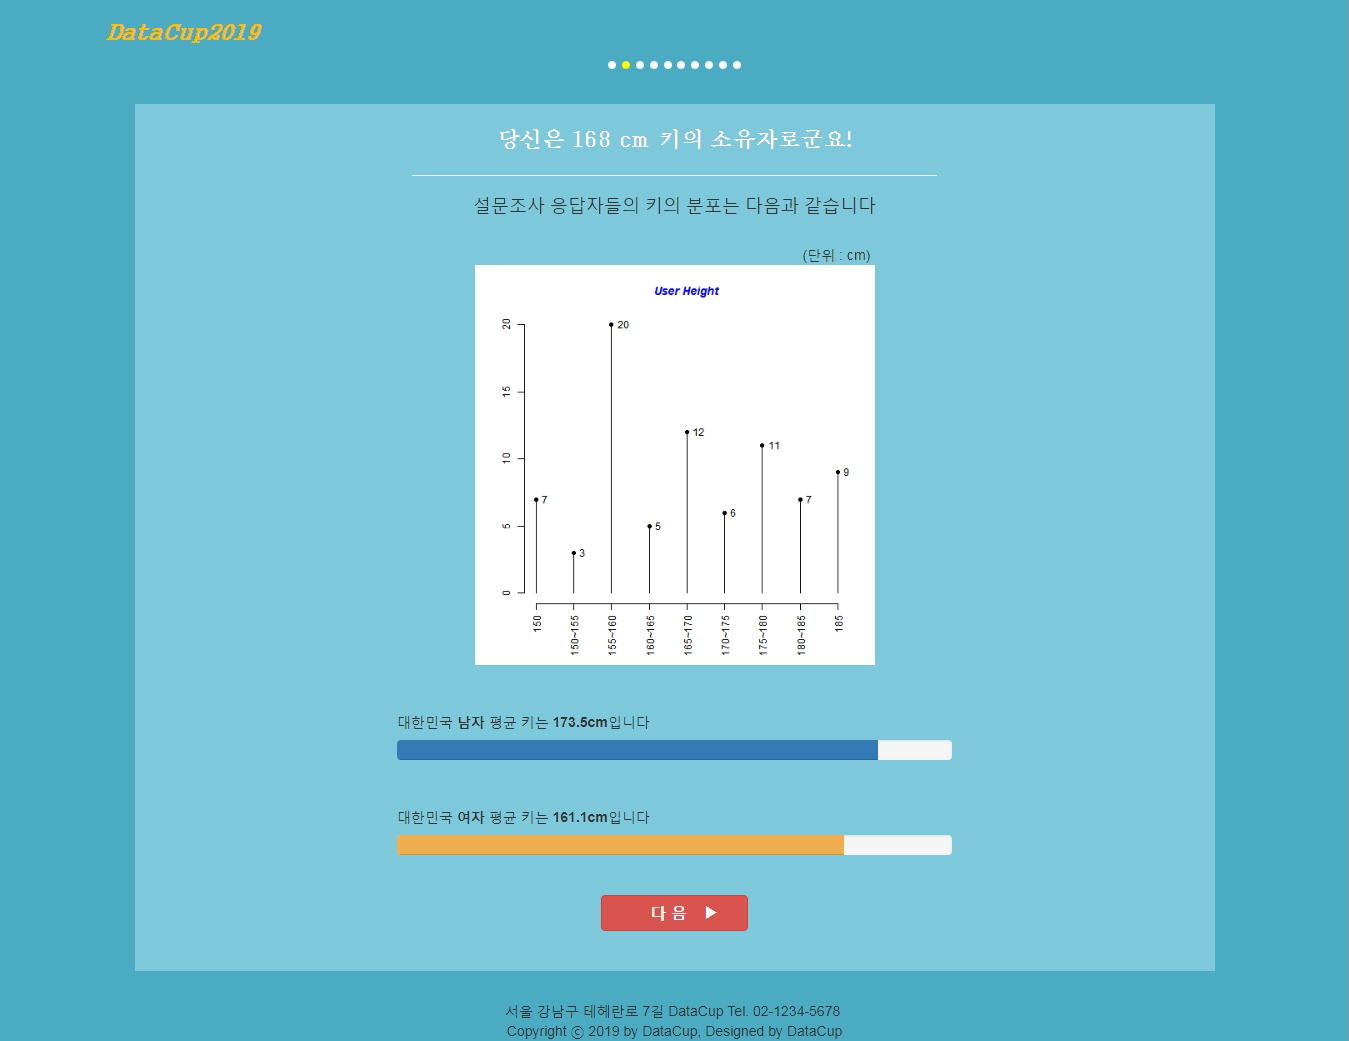 DataCup2019
당신은 168 cm 키의 소유자로군요!
설문조사 응답자들의 키의 분포는 다음과 같습니다
(단위 : cm)
User Height
20
15
10
5
0
7
3
20
5
12
6
11
7
9
150
150~155
155~160
160~165
165~170
170~175
175~180
180~185
185
대한민국 남자 평균 키는 173.5cm입니다
대한민국 여자 평균 키는 161.1cm입니다
다 음 ▶
서울 강남구 테헤란로 7길 DataCup Tel. 02-1234-5678
Copyright ⓒ 2019 by DataCup, Designed by DataCup